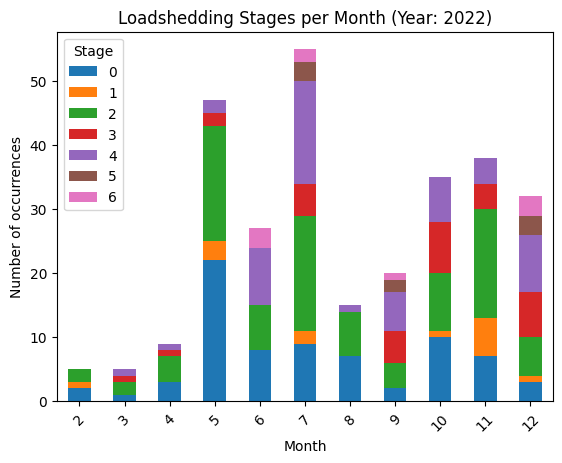 Loadshedding Stages per Month (Year: 2022)
Stage
0
1
2
3
4
5
6
Number of occurrences
50
40
30
20
10
0
2 3 4 5 6 7 8 9 10 11 12
Month